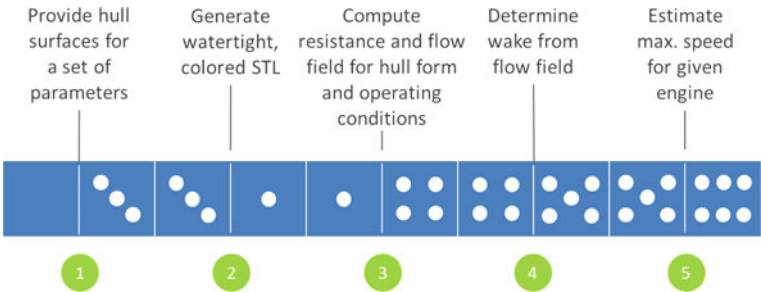 Provide hull
surfaces for
a set of
parameters
Generate
watertight,
colored STL
Compute
resistance and flow
field for hull form
and operating
conditions
Determine
wake from
flow field
Estimate
max. speed
for given
engine
1
2
3
4
5